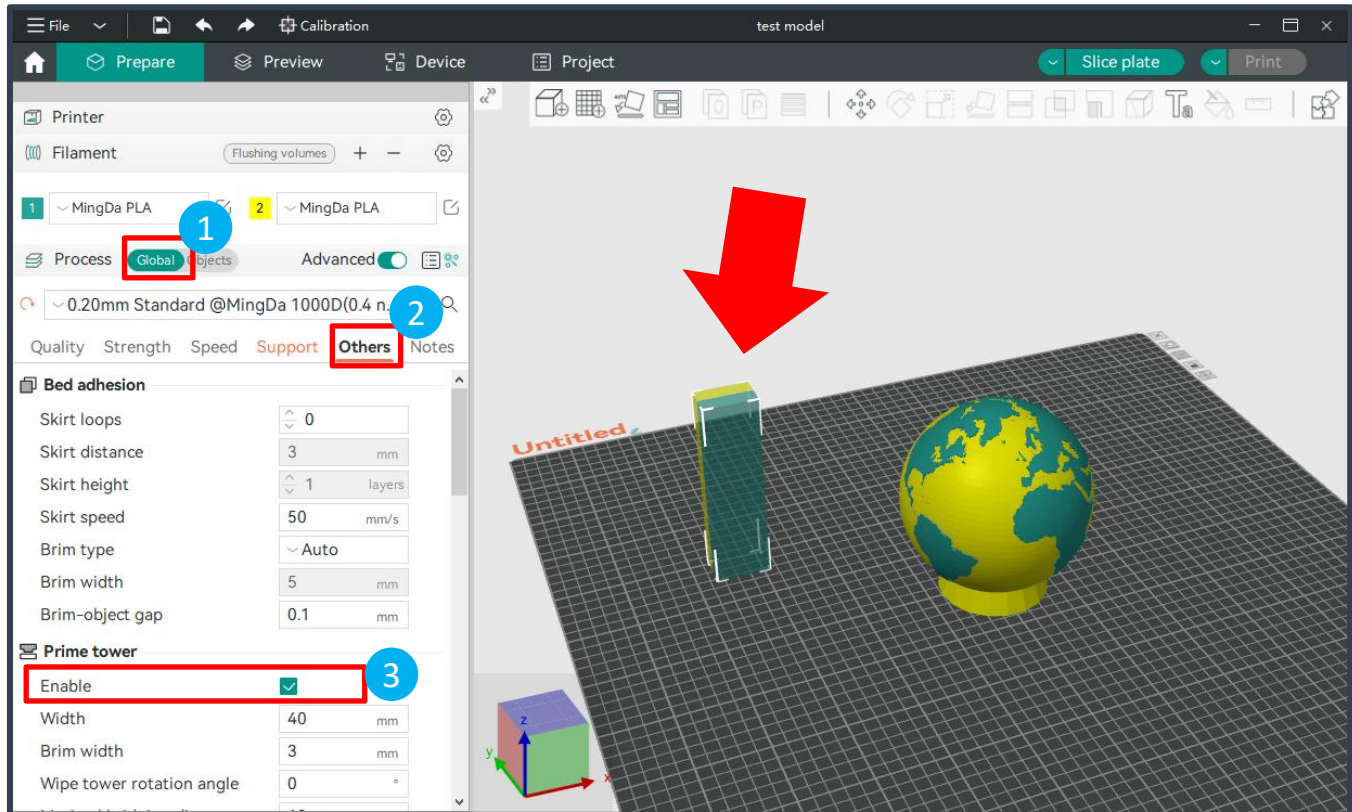 File
Calibration
test model
Prepare
Preview
Device
Project
Slice plate
Print
Printer
Filament
Flushing volumes
1
MingDa PLA
2
MingDa PLA
1
Process
Global
Objects
Advanced
0.20mm Standard @MingDa 1000D(0.4 n.
2
Quality Strength Speed Support Others Notes
Bed adhesion
Skirt loops 0
Skirt distance 3 mm
Skirt height 1 layers
Skirt speed 50 mm/s
Brim type Auto
Brim width 5 mm
Brim-object gap 0.1 mm
Prime tower
Enable
3
Width 40 mm
Brim width 3 mm
Wipe tower rotation angle 0 °
Untitled
z
y
x